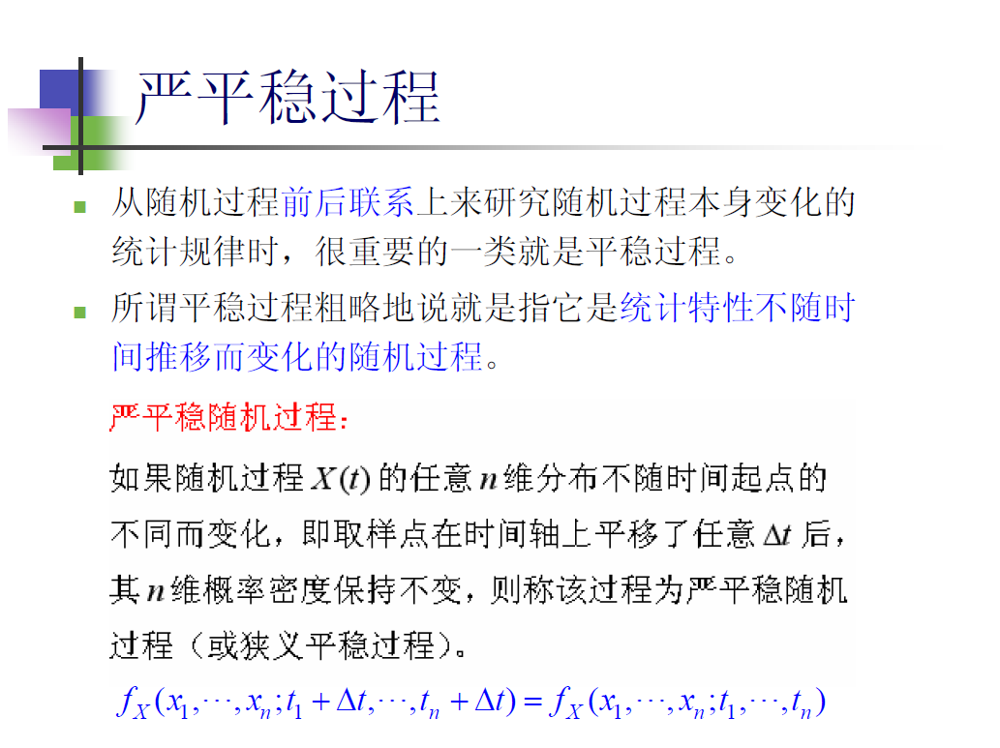 严平稳过程
从随机过程前后联系上来研究随机过程本身变化的
统计规律时，很重要的一类就是平稳过程。
所谓平稳过程粗略地说就是指它是统计特性不随时
间推移而变化的随机过程。
严平稳随机过程：
如果随机过程 X(t) 的任意 n 维分布不随时间起点的
不同而变化，即取样点在时间轴上平移了任意 Δt 后，
其 n 维概率密度保持不变，则称该过程为严平稳随机
过程（或狭义平稳过程）。
f_X(x_1,⋯,x_n;t_1+Δt,⋯,t_n+Δt)=f_X(x_1,⋯,x_n;t_1,⋯,t_n)